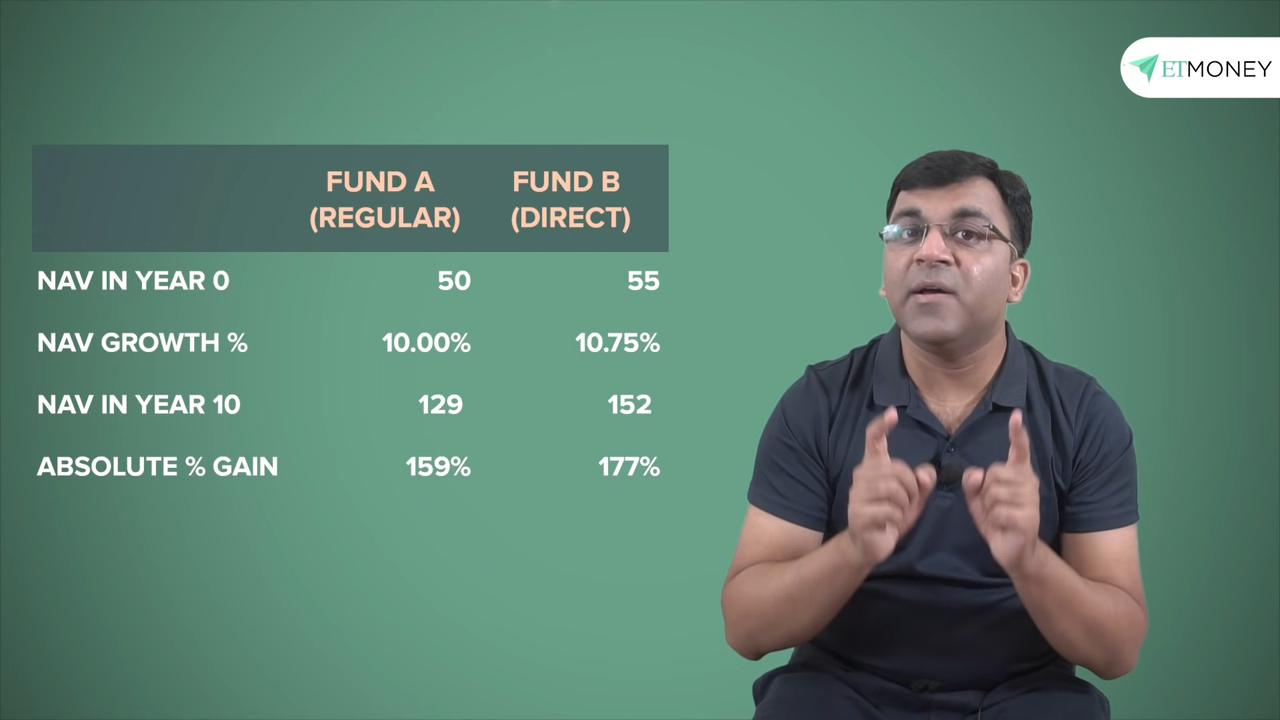 ETMONEY
FUND A FUND B
(REGULAR) (DIRECT)
NAV IN YEAR 0 50 55
NAV GROWTH % 10.00% 10.75%
NAV IN YEAR 10 129 152
ABSOLUTE % GAIN 159% 177%